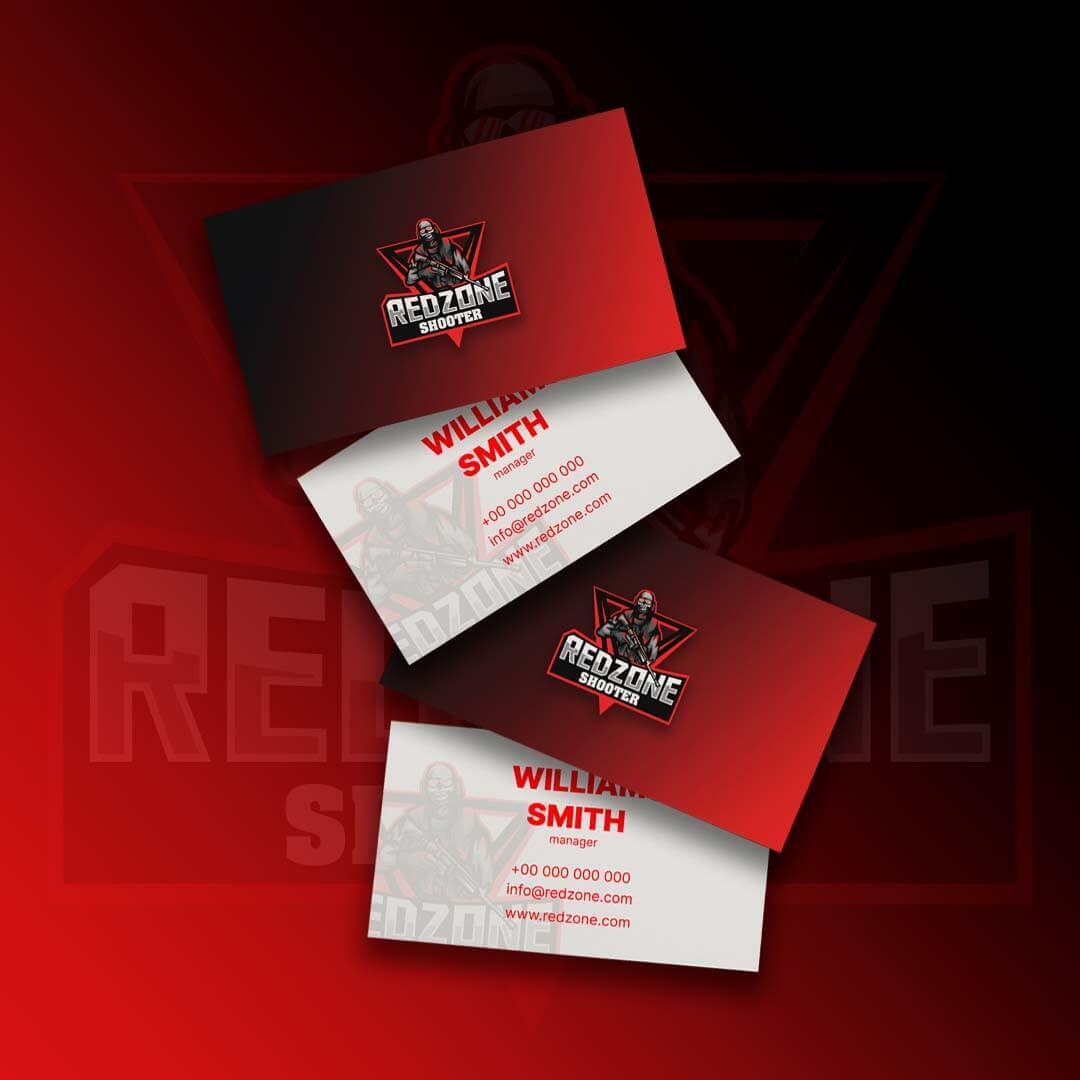 REDZONE
SHOOTER
WILLIAM
SMITH
manager
+00 000 000 000
info@redzone.com
www.redzone.com
REDZONE
SHOOTER
WILLIAM
SMITH
manager
+00 000 000 000
info@redzone.com
www.redzone.com